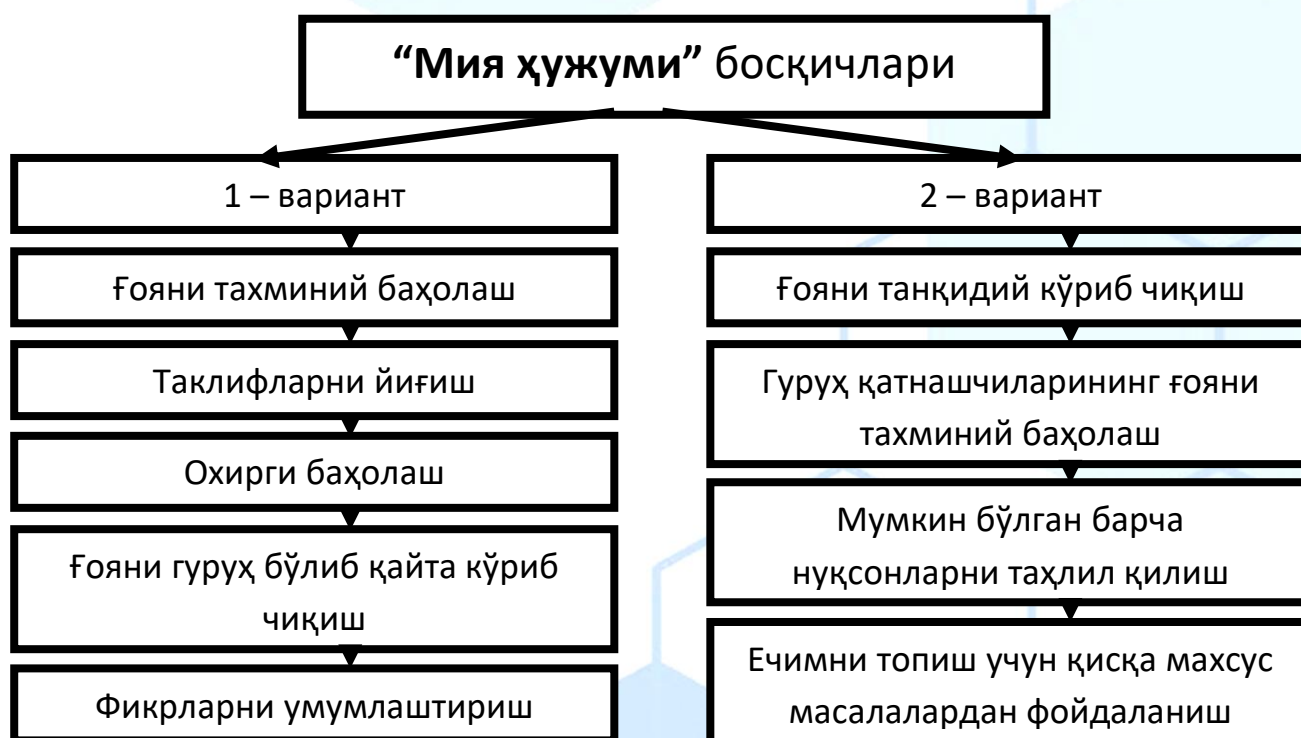 “Мия ҳужуми” босқичлари
1 – вариант
Ғояни тахминий баҳолаш
Таклифларни йиғиш
Охирги баҳолаш
Ғояни гуруҳ бўлиб қайта кўриб
чиқиш
Фикрларни умумлаштириш
2 – вариант
Ғояни танқидий кўриб чиқиш
Гуруҳ қатнашчиларининг ғояни
тахминий баҳолаш
Мумкин бўлган барча
нуқсонларни таҳлил қилиш
Ечимни топиш учун қисқа махсус
масалалардан фойдаланиш